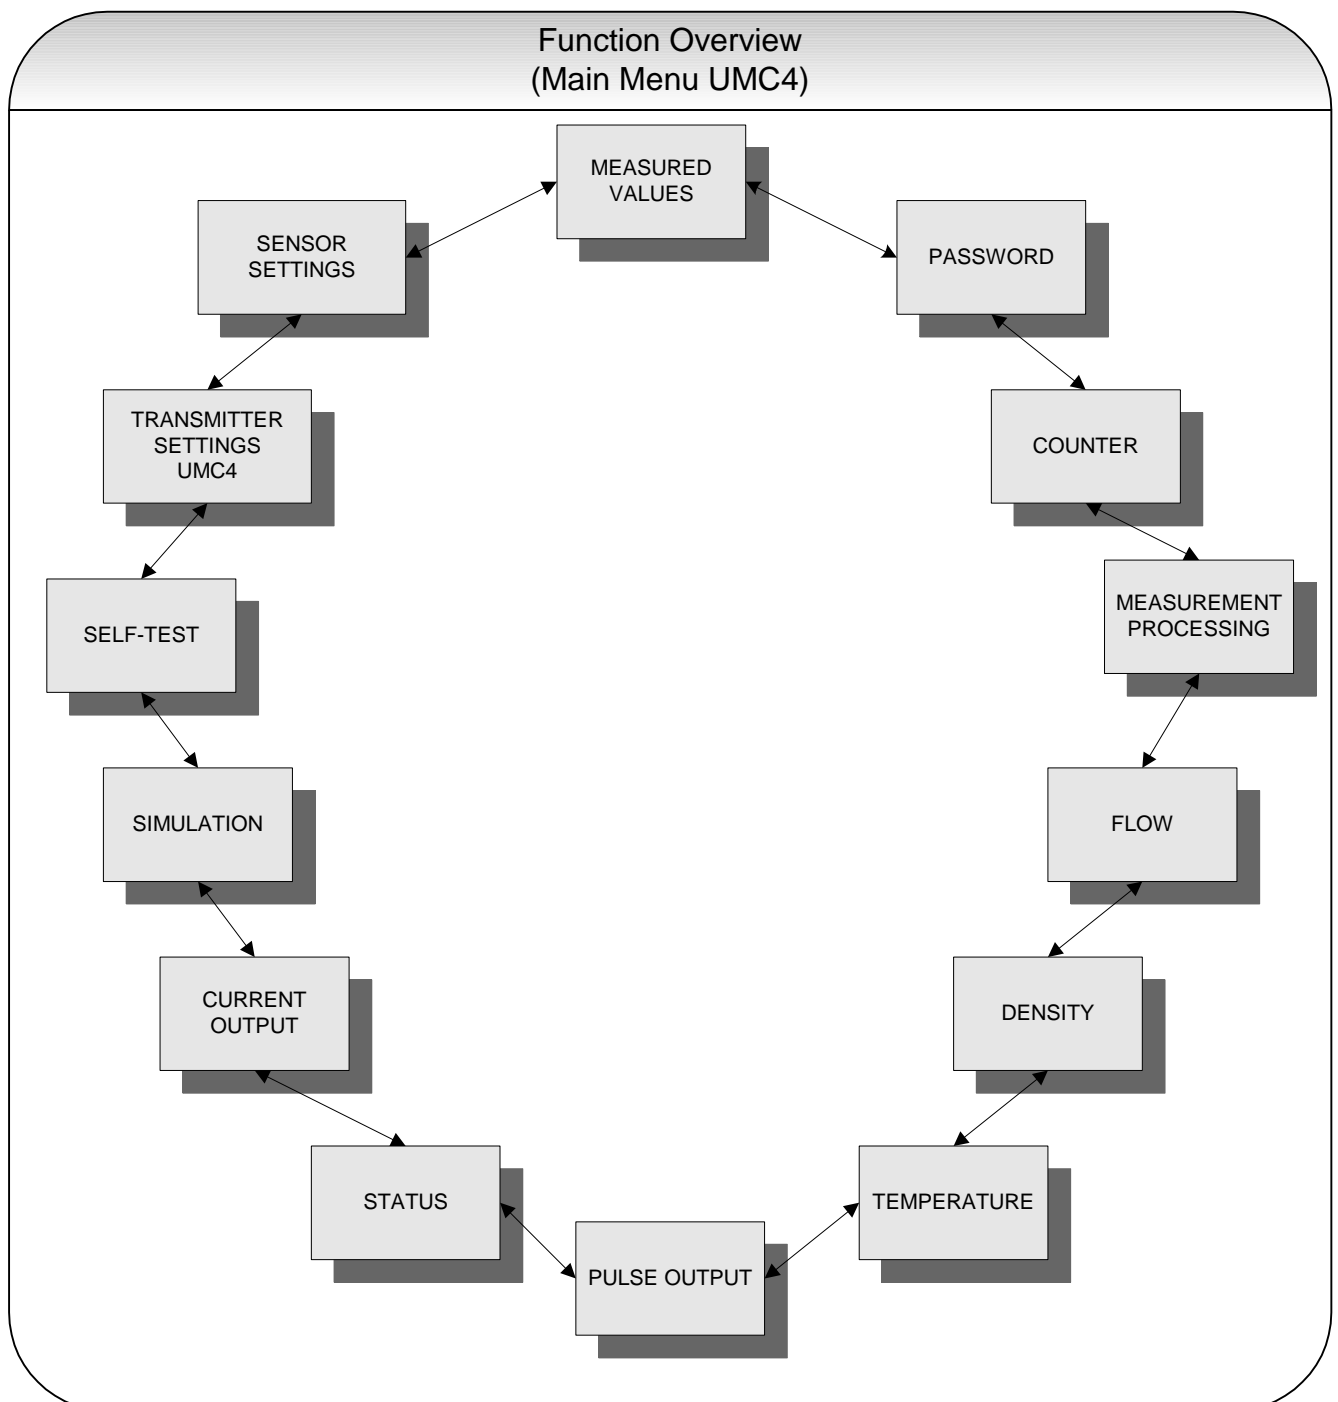 Function Overview
(Main Menu UMC4)
MEASURED
VALUES
SENSOR
SETTINGS
PASSWORD
TRANSMITTER
SETTINGS
UMC4
COUNTER
MEASUREMENT
PROCESSING
SELF-TEST
SIMULATION
FLOW
CURRENT
OUTPUT
DENSITY
STATUS
TEMPERATURE
PULSE OUTPUT